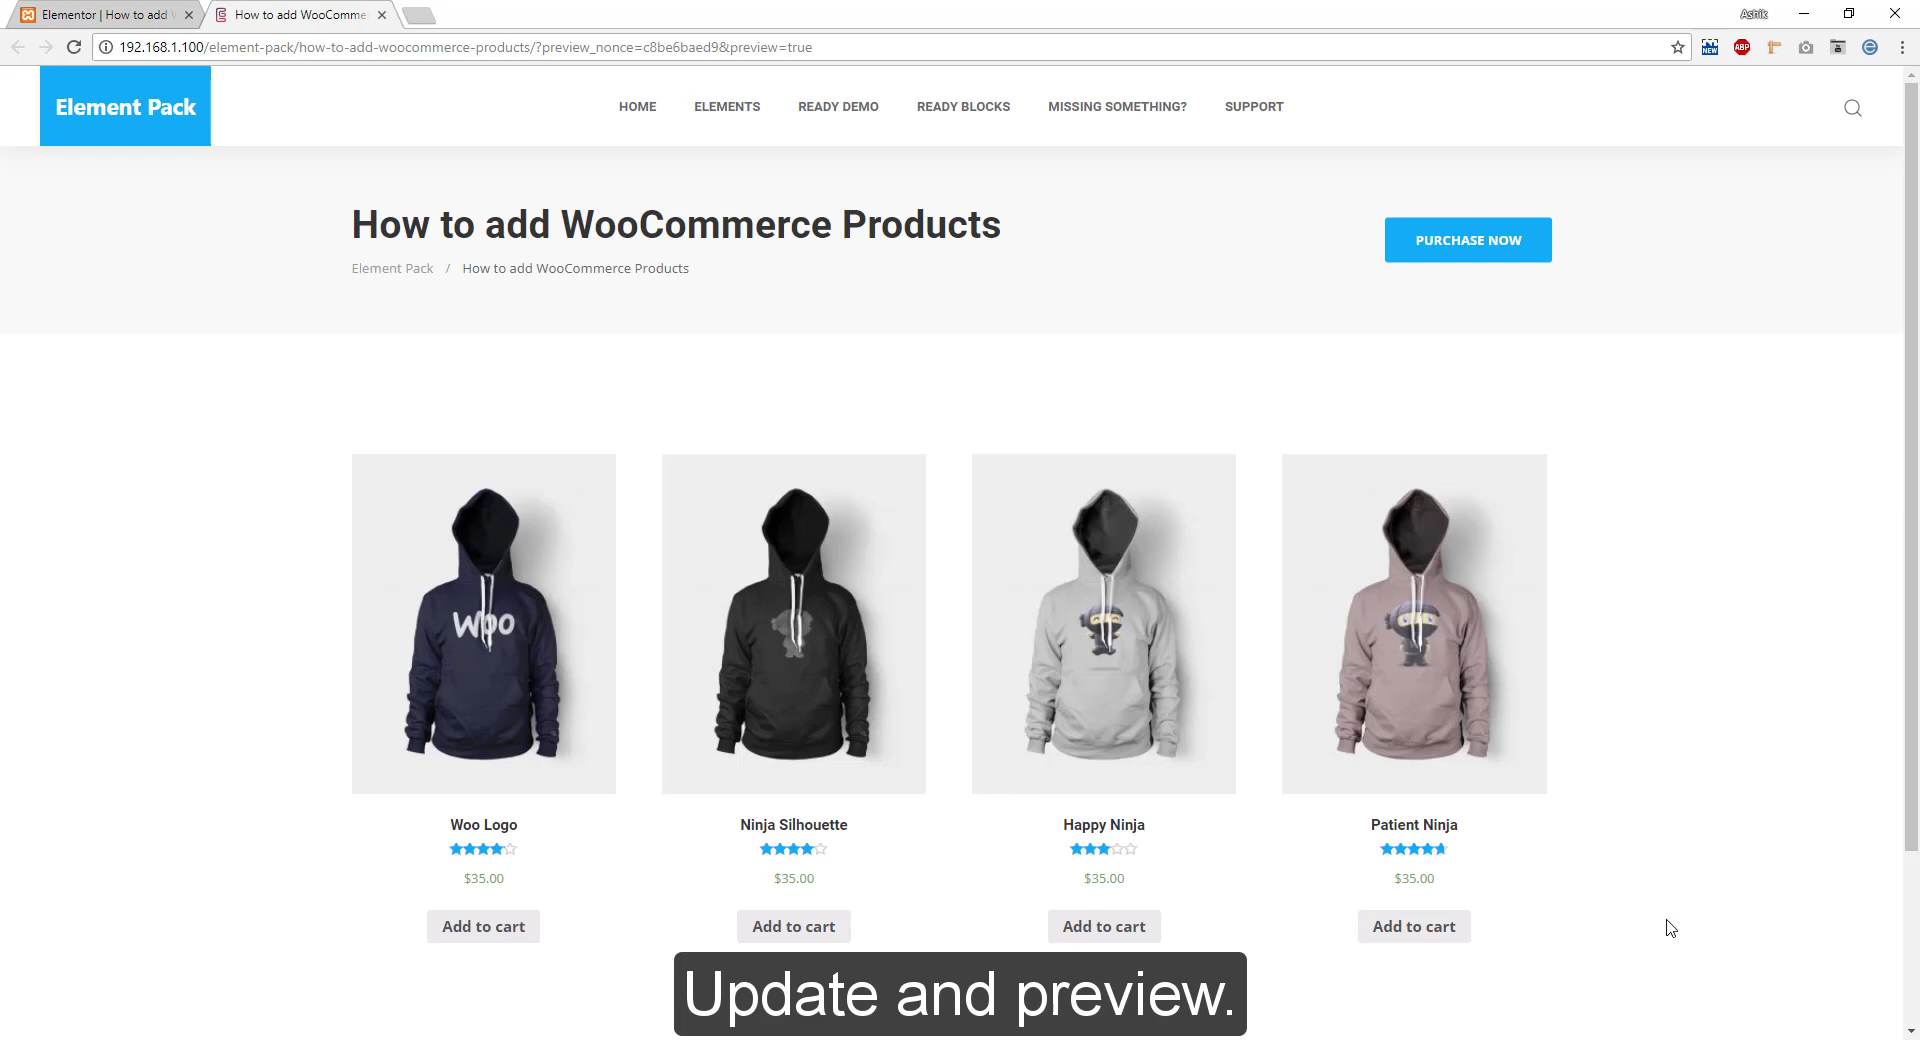 Elementor | How to add
How to add WooComme
Ashik
192.168.1.100/element-pack/how-to-add-woocommerce-products/?preview_nonce=c8be6baed9&preview=true
NEW
ABP
Element Pack
HOME
ELEMENTS
READY DEMO
READY BLOCKS
MISSING SOMETHING?
SUPPORT
How to add WooCommerce Products
Element Pack / How to add WooCommerce Products
PURCHASE NOW
Woo
Woo Logo
Ninja Silhouette
Happy Ninja
Patient Ninja
$35.00
$35.00
$35.00
$35.00
Add to cart
Add to cart
Add to cart
Add to cart
Update and preview.